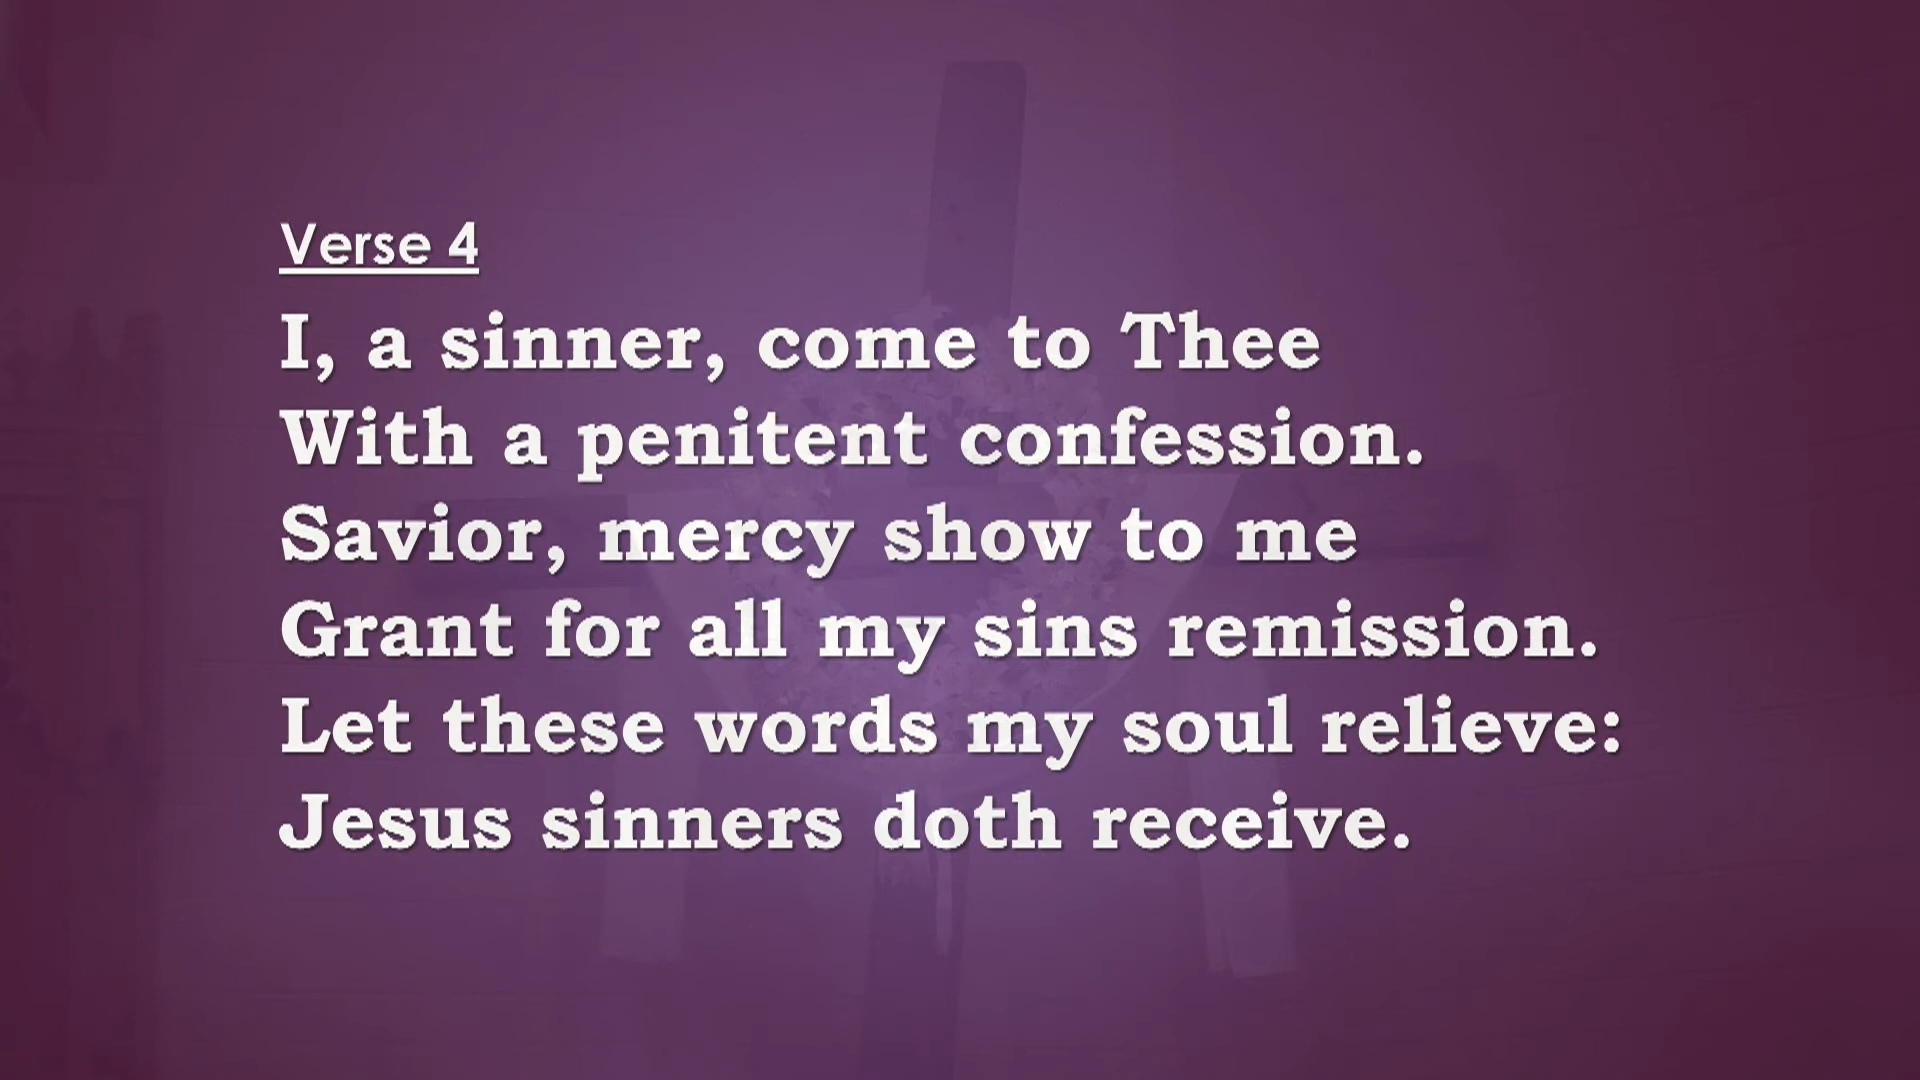 Verse 4
I, a sinner, come to Thee
With a penitent confession.
Savior, mercy show to me
Grant for all my sins remission.
Let these words my soul relieve:
Jesus sinners doth receive.